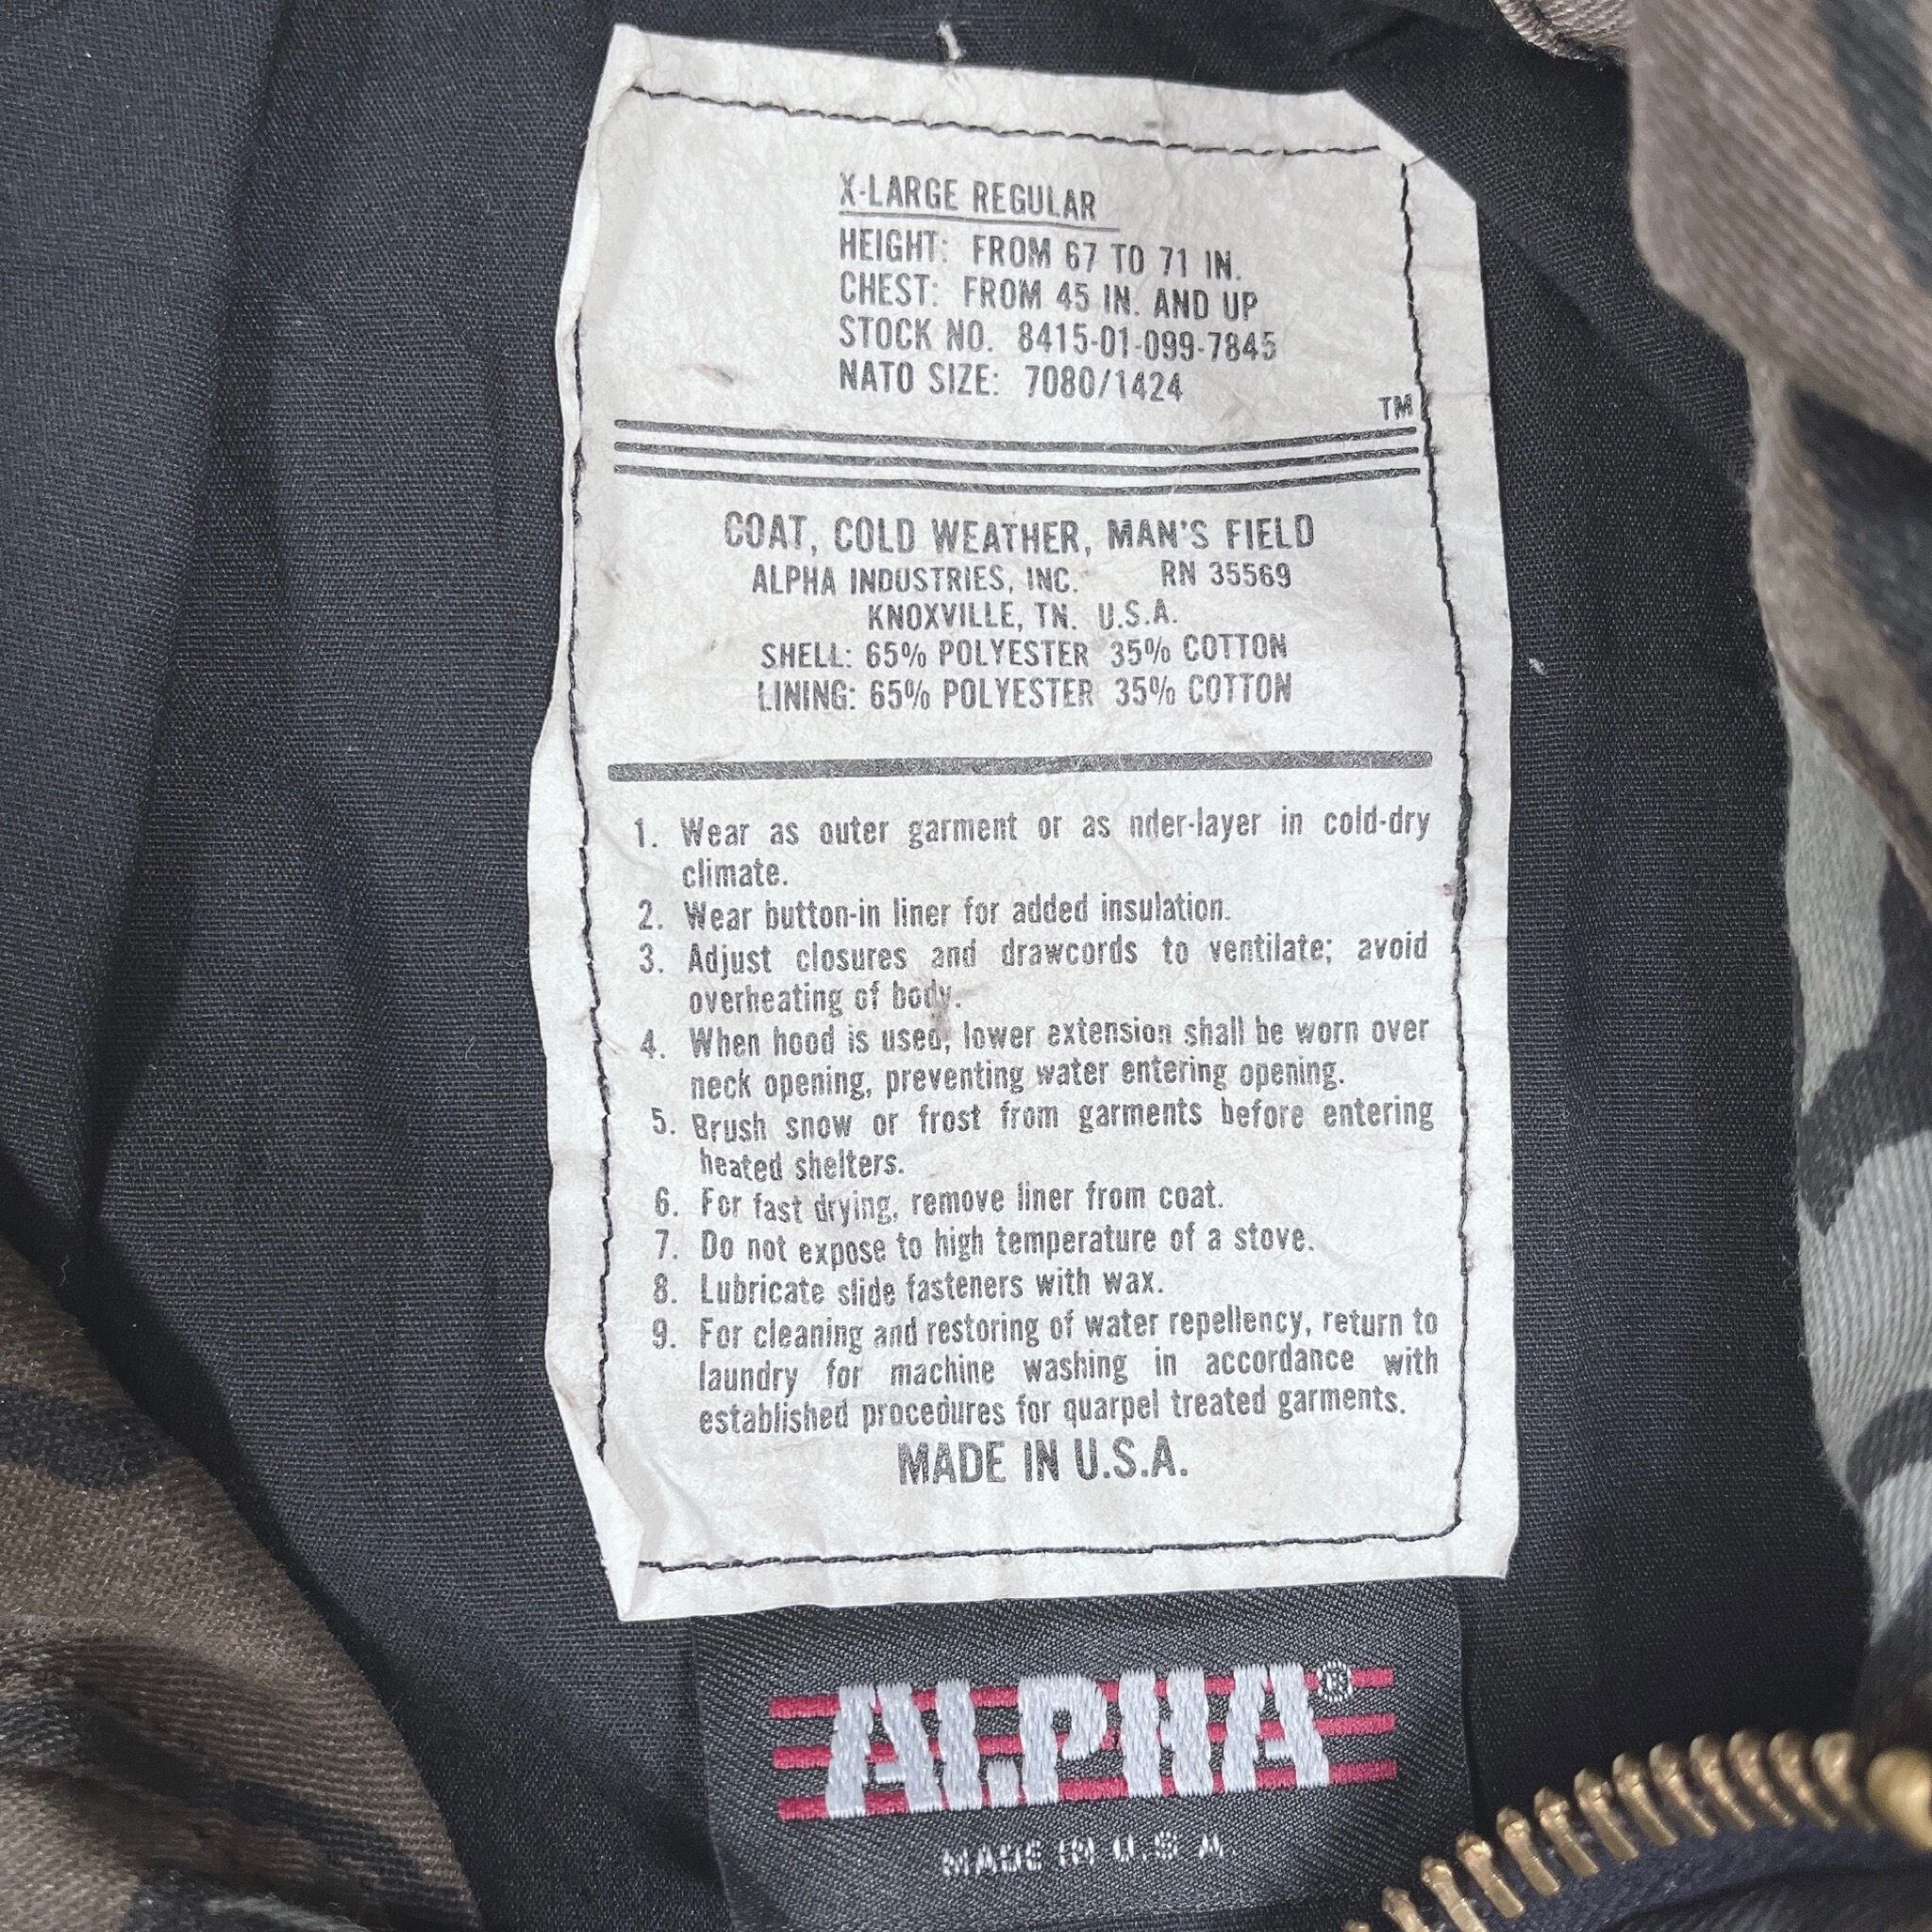 X-LARGE REGULAR
HEIGHT: FROM 67 TO 71 IN.
CHEST: FROM 45 IN. AND UP
STOCK NO. 8415-01-099-7845
NATO SIZE: 7080/1424
TM
COAT, COLD WEATHER, MAN'S FIELD
ALPHA INDUSTRIES, INC. RN 35569
KNOXVILLE, TN. U.S.A.
SHELL: 65% POLYESTER 35% COTTON
LINING: 65% POLYESTER 35% COTTON
1. Wear as outer garment or as nder-layer in cold-dry
climate.
2. Wear button-in liner for added insulation.
3. Adjust closures and drawcords to ventilate; avoid
overheating of body.
4. When hood is used, lower extension shall be worn over
neck opening, preventing water entering opening.
5. Brush snow or frost from garments before entering
heated shelters.
6. For fast drying, remove liner from coat.
7. Do not expose to high temperature of a stove.
8. Lubricate slide fasteners with wax.
9. For cleaning and restoring of water repellency, return to
laundry for machine washing in accordance with
established procedures for quarpel treated garments.
MADE IN U.S.A.
ALPHA®
MADE IN U.S.A.